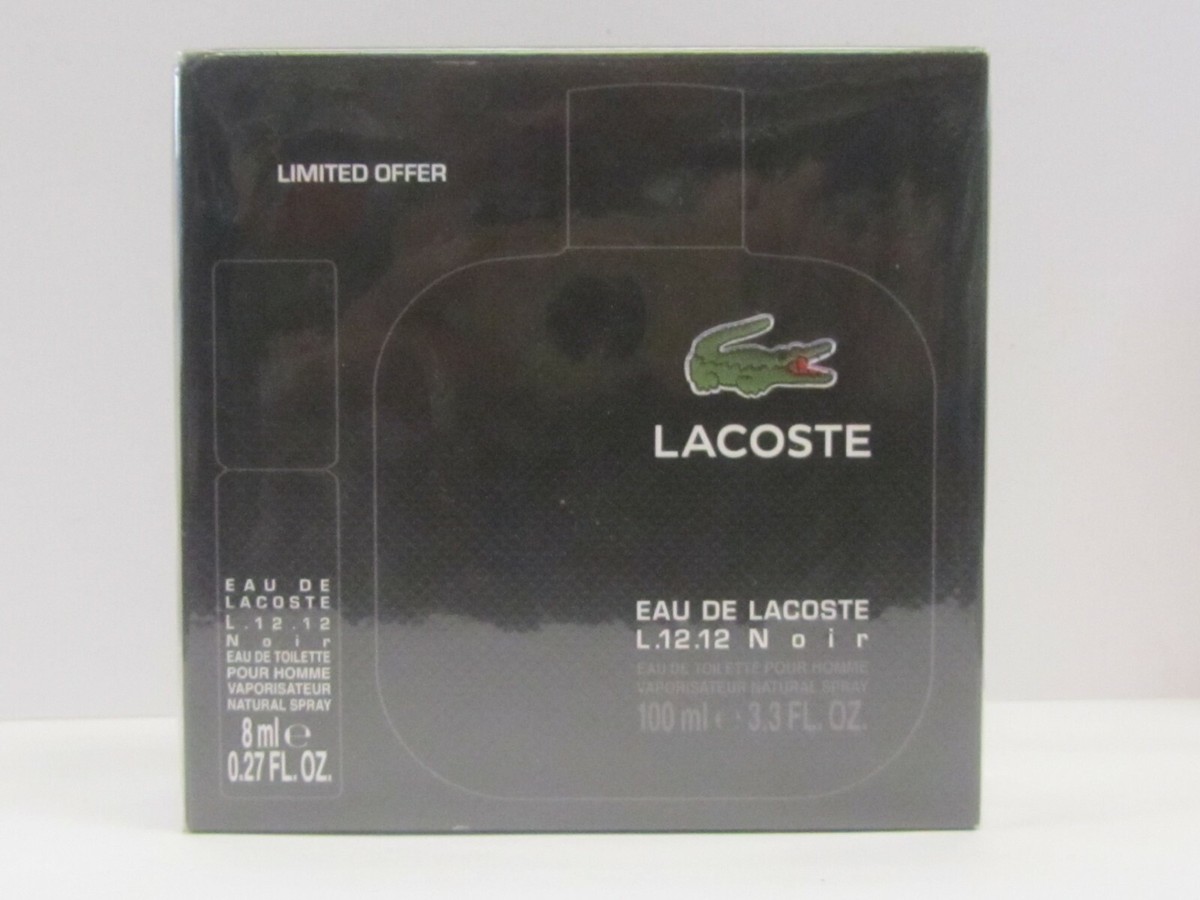 LIMITED OFFER
LACOSTE
EAU DE LACOSTE
L.12.12 Noir
EAU DE TOILETTE POUR HOMME
VAPORISATEUR NATURAL SPRAY
100 ml e 3.3 FL. OZ.
EAU DE
LACOSTE
L.12.12
Noir
EAU DE TOILETTE
POUR HOMME
VAPORISATEUR
NATURAL SPRAY
8 ml e
0.27 FL. OZ.